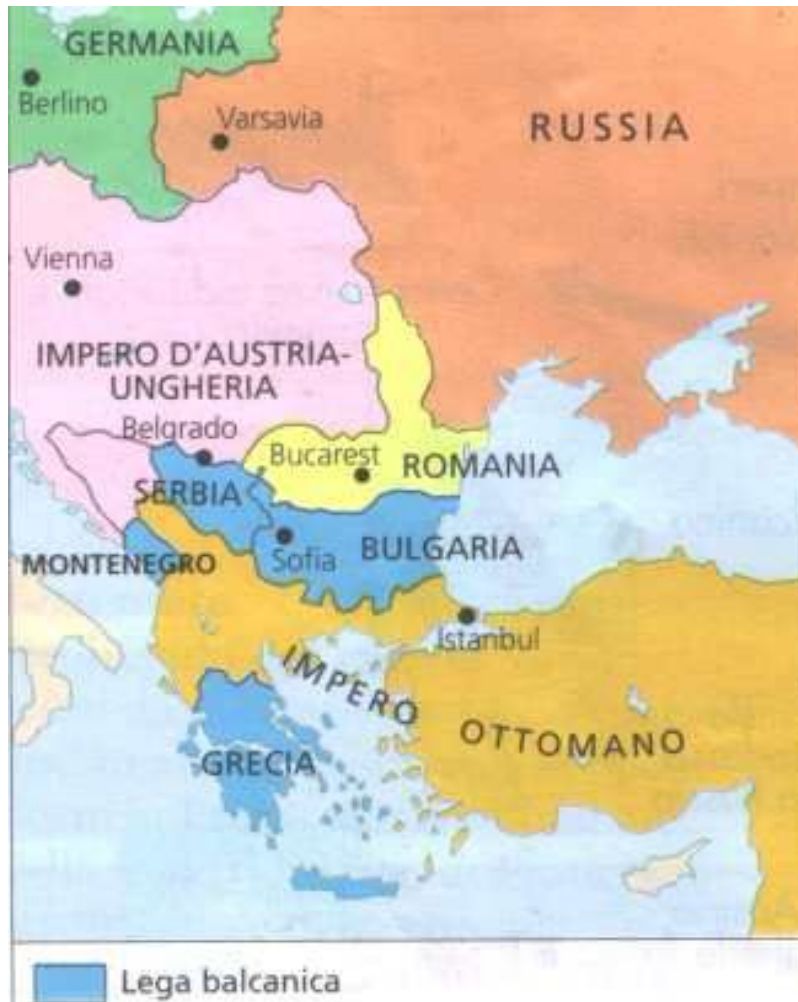 GERMANIA
Berlino
Varsavia
RUSSIA
Vienna
IMPERO D'AUSTRIA-
UNGHERIA
Belgrado
Bucarest
ROMANIA
SERBIA
MONTENEGRO
Sofia
BULGARIA
Istanbul
IMPERO
OTTOMANO
GRECIA
Lega balcanica